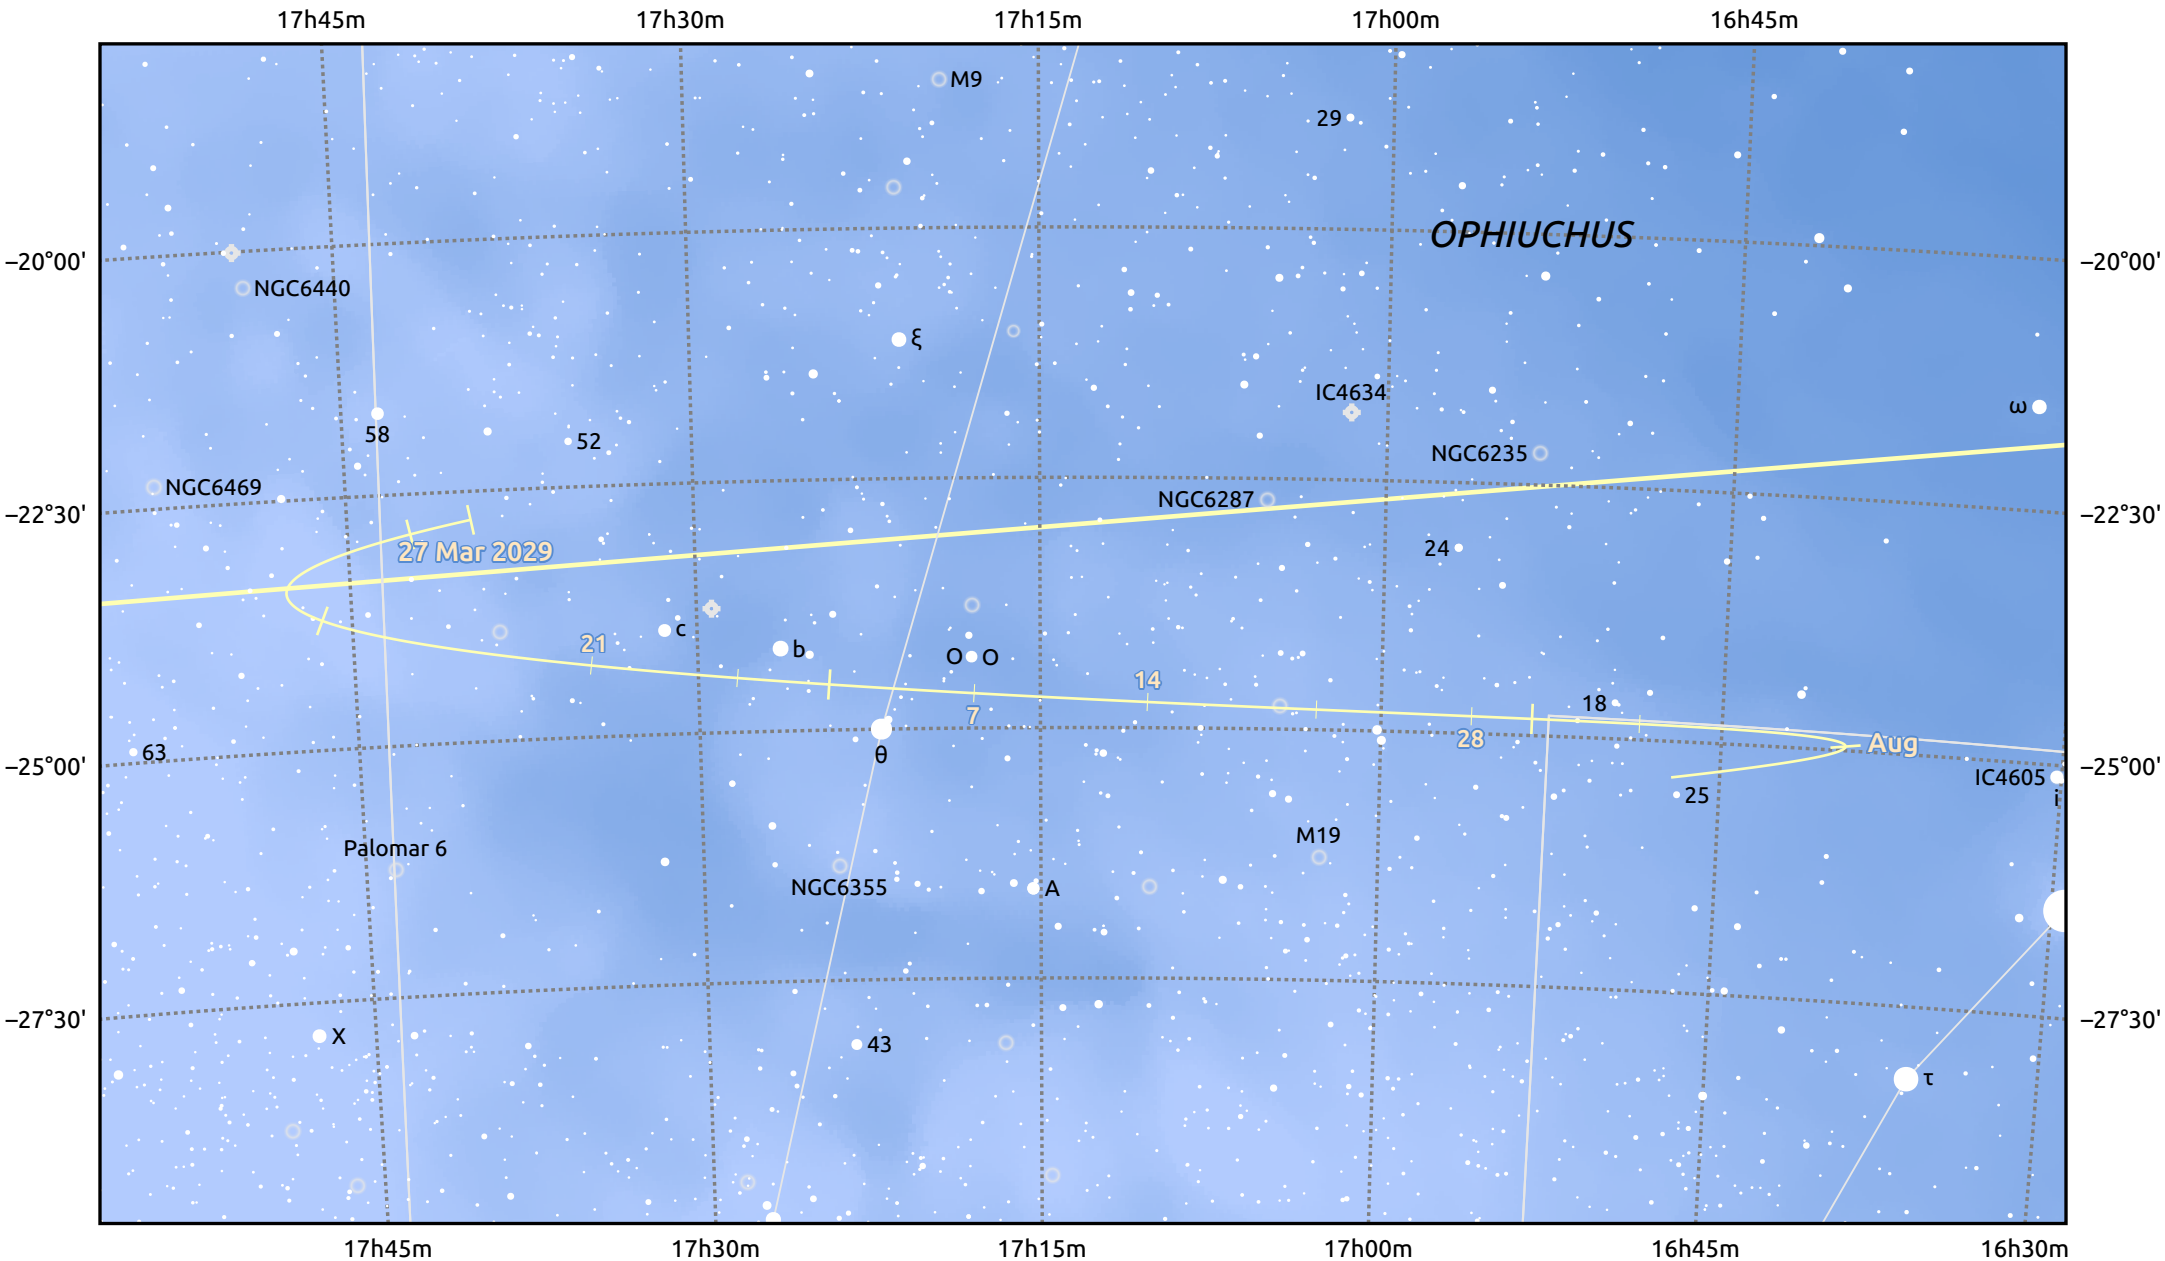 17h45m 17h30m 17h15m 17h00m 16h45m
M9
29
OPHIUCHUS
−20°00' −20°00'
NGC6440
ξ
IC4634
ω
58 52
NGC6235
NGC6469
NGC6287
−22°30' −22°30'
27 Mar 2029
24
c
21 b O O
14
18
7
28 Aug
63 θ
−25°00' IC4605 −25°00'
25 i
Palomar 6 M19
NGC6355 A
−27°30' −27°30'
X 43
τ
17h45m 17h30m 17h15m 17h00m 16h45m 16h30m